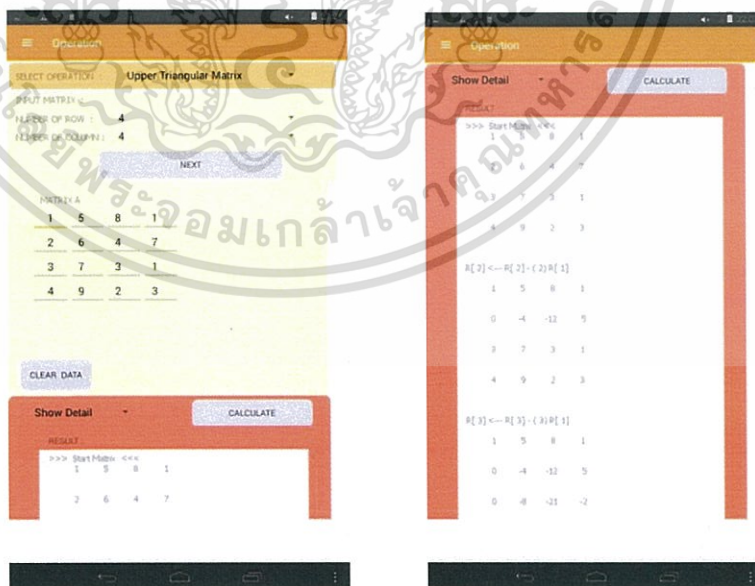 Operation
SELECT OPERATION : Upper Triangular Matrix
INPUT MATRIX :
NUMBER OF ROW : 4
NUMBER OF COLUMN : 4
NEXT
MATRIX A
1 5 8 1
2 6 4 7
3 7 3 1
4 9 2 3
CLEAR DATA
Show Detail CALCULATE
RESULT :
>>> Start Matrix <<<
1 5 8 1
2 6 4 7
Operation
Show Detail CALCULATE
RESULT
>>> Start Matrix <<<
1 5 8 1
2 6 4 7
3 7 3 1
4 9 2 3
R[ 2] <--- R[ 2] - ( 2) R[ 1]
1 5 8 1
0 -4 -12 5
3 7 3 1
4 9 2 3
R[ 3] <--- R[ 3] - ( 3) R[ 1]
1 5 8 1
0 -4 -12 5
0 -8 -21 -2